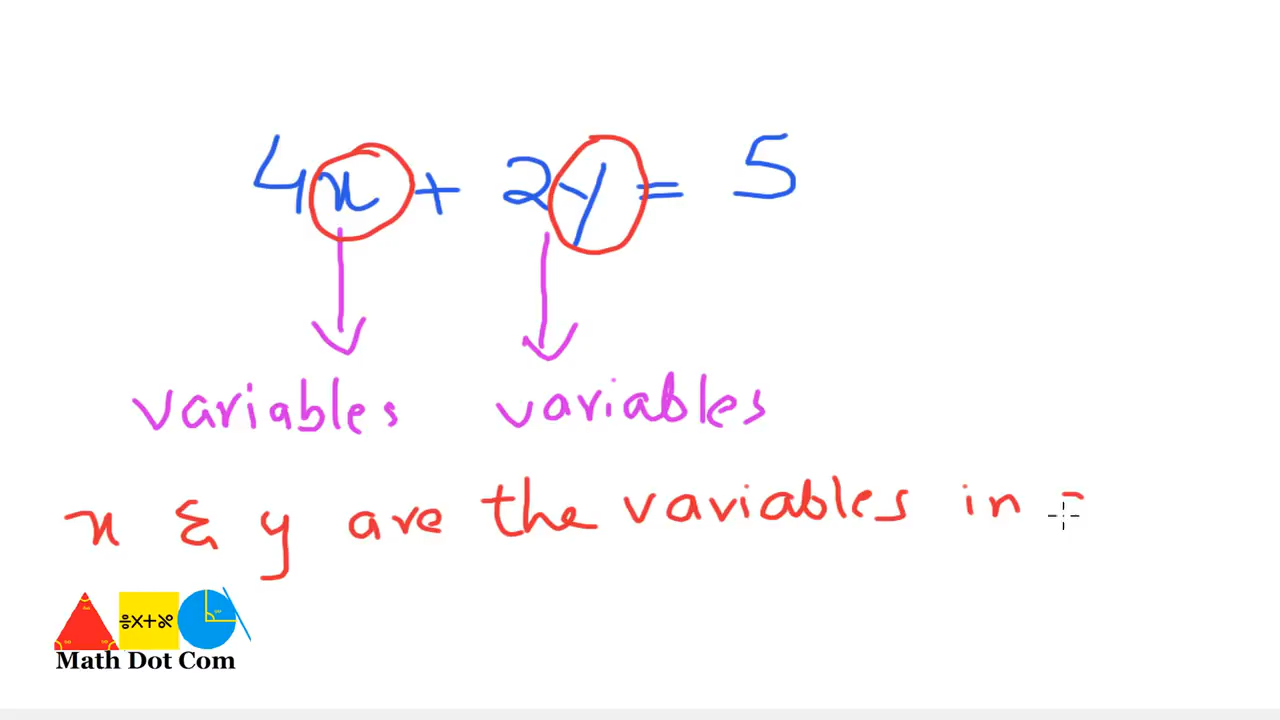 4x + 2y = 5
variables variables
x & y are the variables in
÷×+%
Math Dot Com